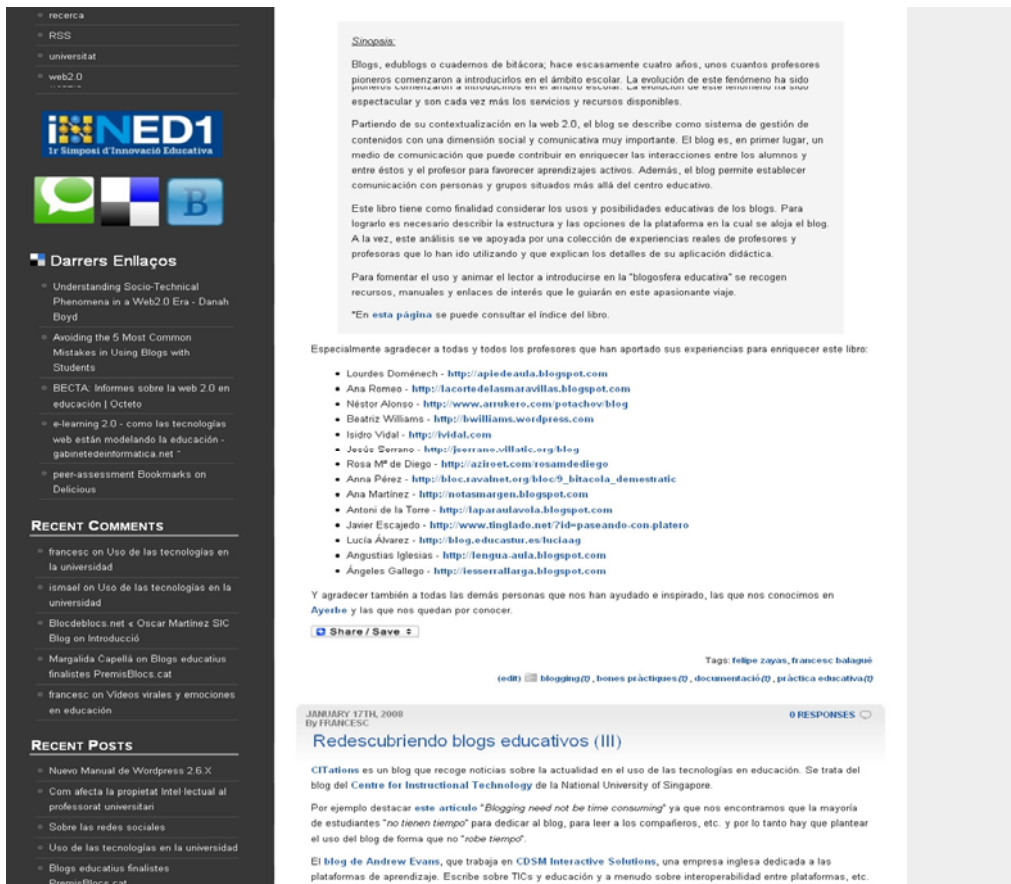 recerca
RSS
universitat
web2.0
iNNED1
1r Simposi d'Innovació Educativa
B
Darrers Enllaços
Understanding Socio-Technical
Phenomena in a Web2.0 Era - Danah
Boyd
Avoiding the 5 Most Common
Mistakes in Using Blogs with
Students
BECTA: Informes sobre la web 2.0 en
educación | Octeto
e-learning 2.0 - como las tecnologías
web están modelando la educación -
gabinetedeinformatica.net "
peer-assessment Bookmarks on
Delicious
RECENT COMMENTS
francesc on Uso de las tecnologías en
la universidad
ismael on Uso de las tecnologías en la
universidad
Blocdeblocs.net « Oscar Martínez SIC
Blog on Introducció
Margalida Capellá on Blogs educatius
finalistes PremisBlocs.cat
francesc on Vídeos virales y emociones
en educación
RECENT POSTS
Nuevo Manual de Wordpress 2.6.X
Com afecta la propietat Intel·lectual al
professorat universitari
Sobre las redes sociales
Uso de las tecnologías en la universidad
Blogs educatius finalistes
PremisBlocs.cat
Sinopsis:
Blogs, edublogs o cuadernos de bitácora; hace escasamente cuatro años, unos cuantos profesores
pioneros comenzaron a introducirlos en el ámbito escolar. La evolución de este fenómeno ha sido
espectacular y son cada vez más los servicios y recursos disponibles.
Partiendo de su contextualización en la web 2.0, el blog se describe como sistema de gestión de
contenidos con una dimensión social y comunicativa muy importante. El blog es, en primer lugar, un
medio de comunicación que puede contribuir en enriquecer las interacciones entre los alumnos y
entre éstos y el profesor para favorecer aprendizajes activos. Además, el blog permite establecer
comunicación con personas y grupos situados más allá del centro educativo.
Este libro tiene como finalidad considerar los usos y posibilidades educativas de los blogs. Para
lograrlo es necesario describir la estructura y las opciones de la plataforma en la cual se aloja el blog.
A la vez, este análisis se ve apoyada por una colección de experiencias reales de profesores y
profesoras que lo han ido utilizando y que explican los detalles de su aplicación didáctica.
Para fomentar el uso y animar el lector a introducirse en la "blogosfera educativa" se recogen
recursos, manuales y enlaces de interés que le guiarán en este apasionante viaje.
*En esta página se puede consultar el índice del libro.
Especialmente agradecer a todas y todos los profesores que han aportado sus experiencias para enriquecer este libro:
Lourdes Doménech - http://apiedeaula.blogspot.com
Ana Romeo - http://lacortedelasmaravillas.blogspot.com
Néstor Alonso - http://www.arrukero.com/potachov/blog
Beatriz Williams - http://bwilliams.wordpress.com
Isidro Vidal - http://ividal.com
Jesús Serrano - http://jserrano.villatic.org/blog
Rosa Mª de Diego - http://aziroet.com/rosamdediego
Anna Pérez - http://bloc.ravalnet.org/bloc/9_bitacola_demestratic
Ana Martínez - http://notasmargen.blogspot.com
Antoni de la Torre - http://laparaulavola.blogspot.com
Javier Escajedo - http://www.tinglado.net/?id=paseando-con-platero
Lucía Álvarez - http://blog.educastur.es/luciaag
Angustias Iglesias - http://lengua-aula.blogspot.com
Ángeles Gallego - http://iesserrallarga.blogspot.com
Y agradecer también a todas las demás personas que nos han ayudado e inspirado, las que nos conocimos en
Ayerbe y las que nos quedan por conocer.
Share / Save
Tags: felipe zayas, francesc balagué
(edit) blogging(t) , bones pràctiques(t) , documentació(t) , pràctica educativa(t)
JANUARY 17TH, 2008
By FRANCESC
0 RESPONSES
Redescubriendo blogs educativos (III)
CITations es un blog que recoge noticias sobre la actualidad en el uso de las tecnologías en educación. Se trata del
blog del Centre for Instructional Technology de la National University of Singapore.
Por ejemplo destacar este artículo "Blogging need not be time consuming" ya que nos encontramos que la mayoría
de estudiantes "no tienen tiempo" para dedicar al blog, para leer a los compañeros, etc. y por lo tanto hay que plantear
el uso del blog de forma que no "robe tiempo".
El blog de Andrew Evans, que trabaja en CDSM Interactive Solutions, una empresa inglesa dedicada a las
plataformas de aprendizaje. Escribe sobre TICs y educación y a menudo sobre interoperabilidad entre plataformas, etc.